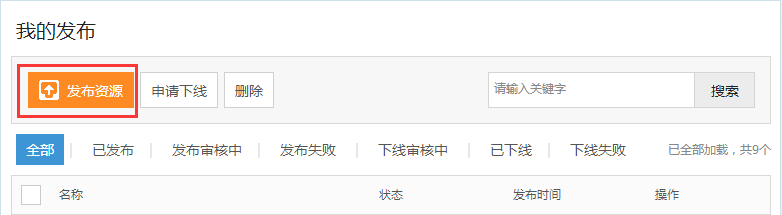 我的发布
发布资源 申请下线 删除 请输入关键字 搜索
全部 已发布 发布审核中 发布失败 下线审核中 已下线 下线失败 已全部加载，共9个
名称 状态 发布时间 操作